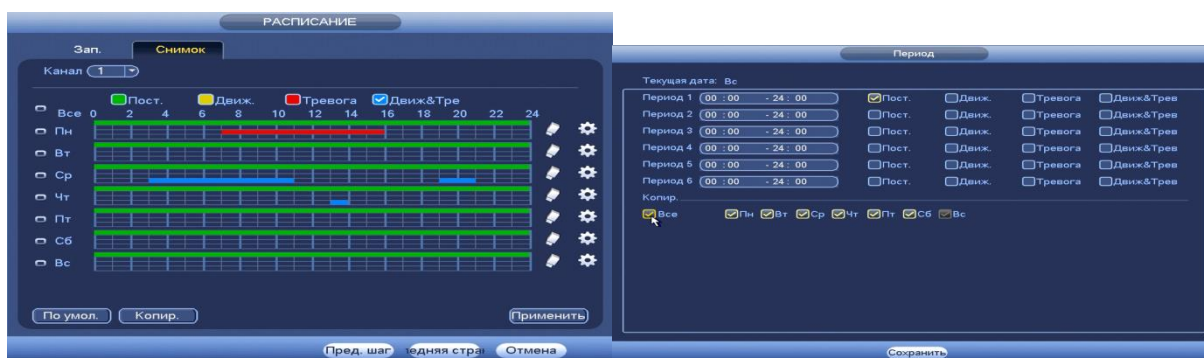 РАСПИСАНИЕ
Зап. Снимок
Канал 1
Пост. Движ. Тревога Движ&Тре
Все 0 2 4 6 8 10 12 14 16 18 20 22 24
Пн
Вт
Ср
Чт
Пт
Сб
Вс
По умол. Копир. Применить
Пред. шаг едняя стра Отмена
Период
Текущая дата: Вс
Период 1 00 :00 - 24 : 00 Пост. Движ. Тревога Движ&Трев
Период 2 00 :00 - 24 : 00 Пост. Движ. Тревога Движ&Трев
Период 3 00 :00 - 24 : 00 Пост. Движ. Тревога Движ&Трев
Период 4 00 :00 - 24 : 00 Пост. Движ. Тревога Движ&Трев
Период 5 00 :00 - 24 : 00 Пост. Движ. Тревога Движ&Трев
Период 6 00 :00 - 24 : 00 Пост. Движ. Тревога Движ&Трев
Копир.
Все Пн Вт Ср Чт Пт Сб Вс
Сохранить